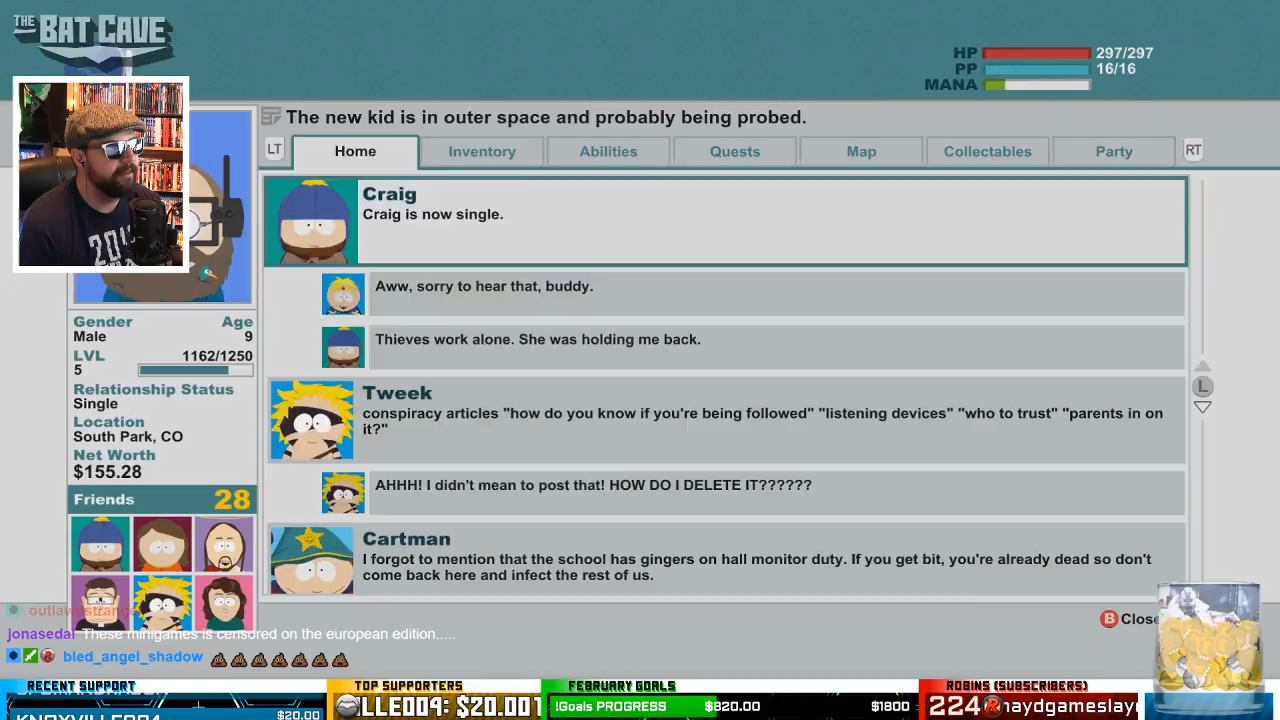 THE
BAT CAVE
HP 297/297
PP 16/16
MANA
The new kid is in outer space and probably being probed.
LT Home Inventory Abilities Quests Map Collectables Party RT
Craig
Craig is now single.
Aww, sorry to hear that, buddy.
Thieves work alone. She was holding me back.
Tweek
conspiracy articles "how do you know if you're being followed" "listening devices" "who to trust" "parents in on
it?"
AHHH! I didn't mean to post that! HOW DO I DELETE IT??????
Cartman
I forgot to mention that the school has gingers on hall monitor duty. If you get bit, you're already dead so don't
come back here and infect the rest of us.
L
Gender Age
Male 9
LVL 1162/1250
5
Relationship Status
Single
Location
South Park, CO
Net Worth
$155.28
Friends 28
B Close
jonasedal These minigames is censored on the european edition.....
bled_angel_shadow
RECENT SUPPORT
$20.00
TOP SUPPORTERS
LLE004: $20.00
FEBRUARY GOALS
!Goals PROGRESS $820.00 $1800
ROBINS (SUBSCRIBERS)
224